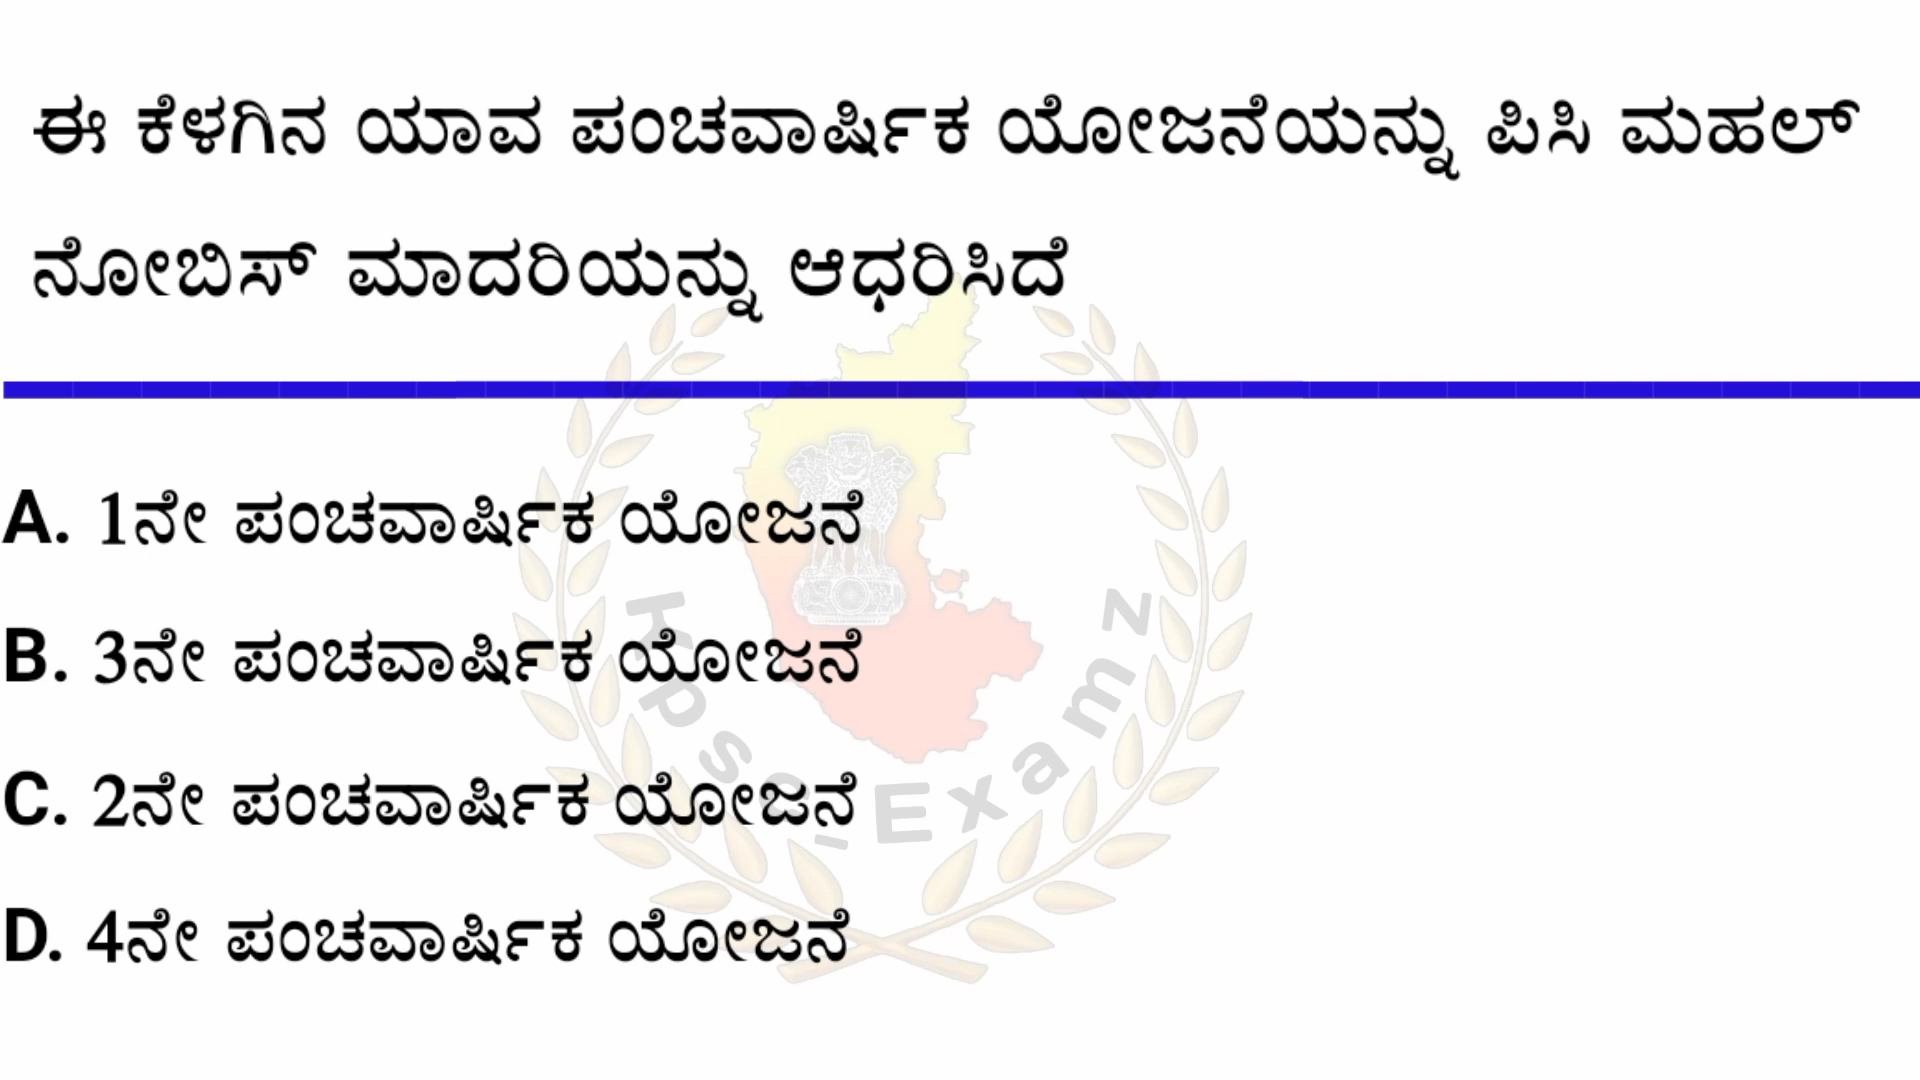 ಈ ಕೆಳಗಿನ ಯಾವ ಪಂಚವಾರ್ಷಿಕ ಯೋಜನೆಯನ್ನು ಪಿಸಿ ಮಹಲ್
ನೋಬಿಸ್ ಮಾದರಿಯನ್ನು ಆಧರಿಸಿದೆ
A. 1ನೇ ಪಂಚವಾರ್ಷಿಕ ಯೋಜನೆ
B. 3ನೇ ಪಂಚವಾರ್ಷಿಕ ಯೋಜನೆ
C. 2ನೇ ಪಂಚವಾರ್ಷಿಕ ಯೋಜನೆ
D. 4ನೇ ಪಂಚವಾರ್ಷಿಕ ಯೋಜನೆ
Kpsc_Examz